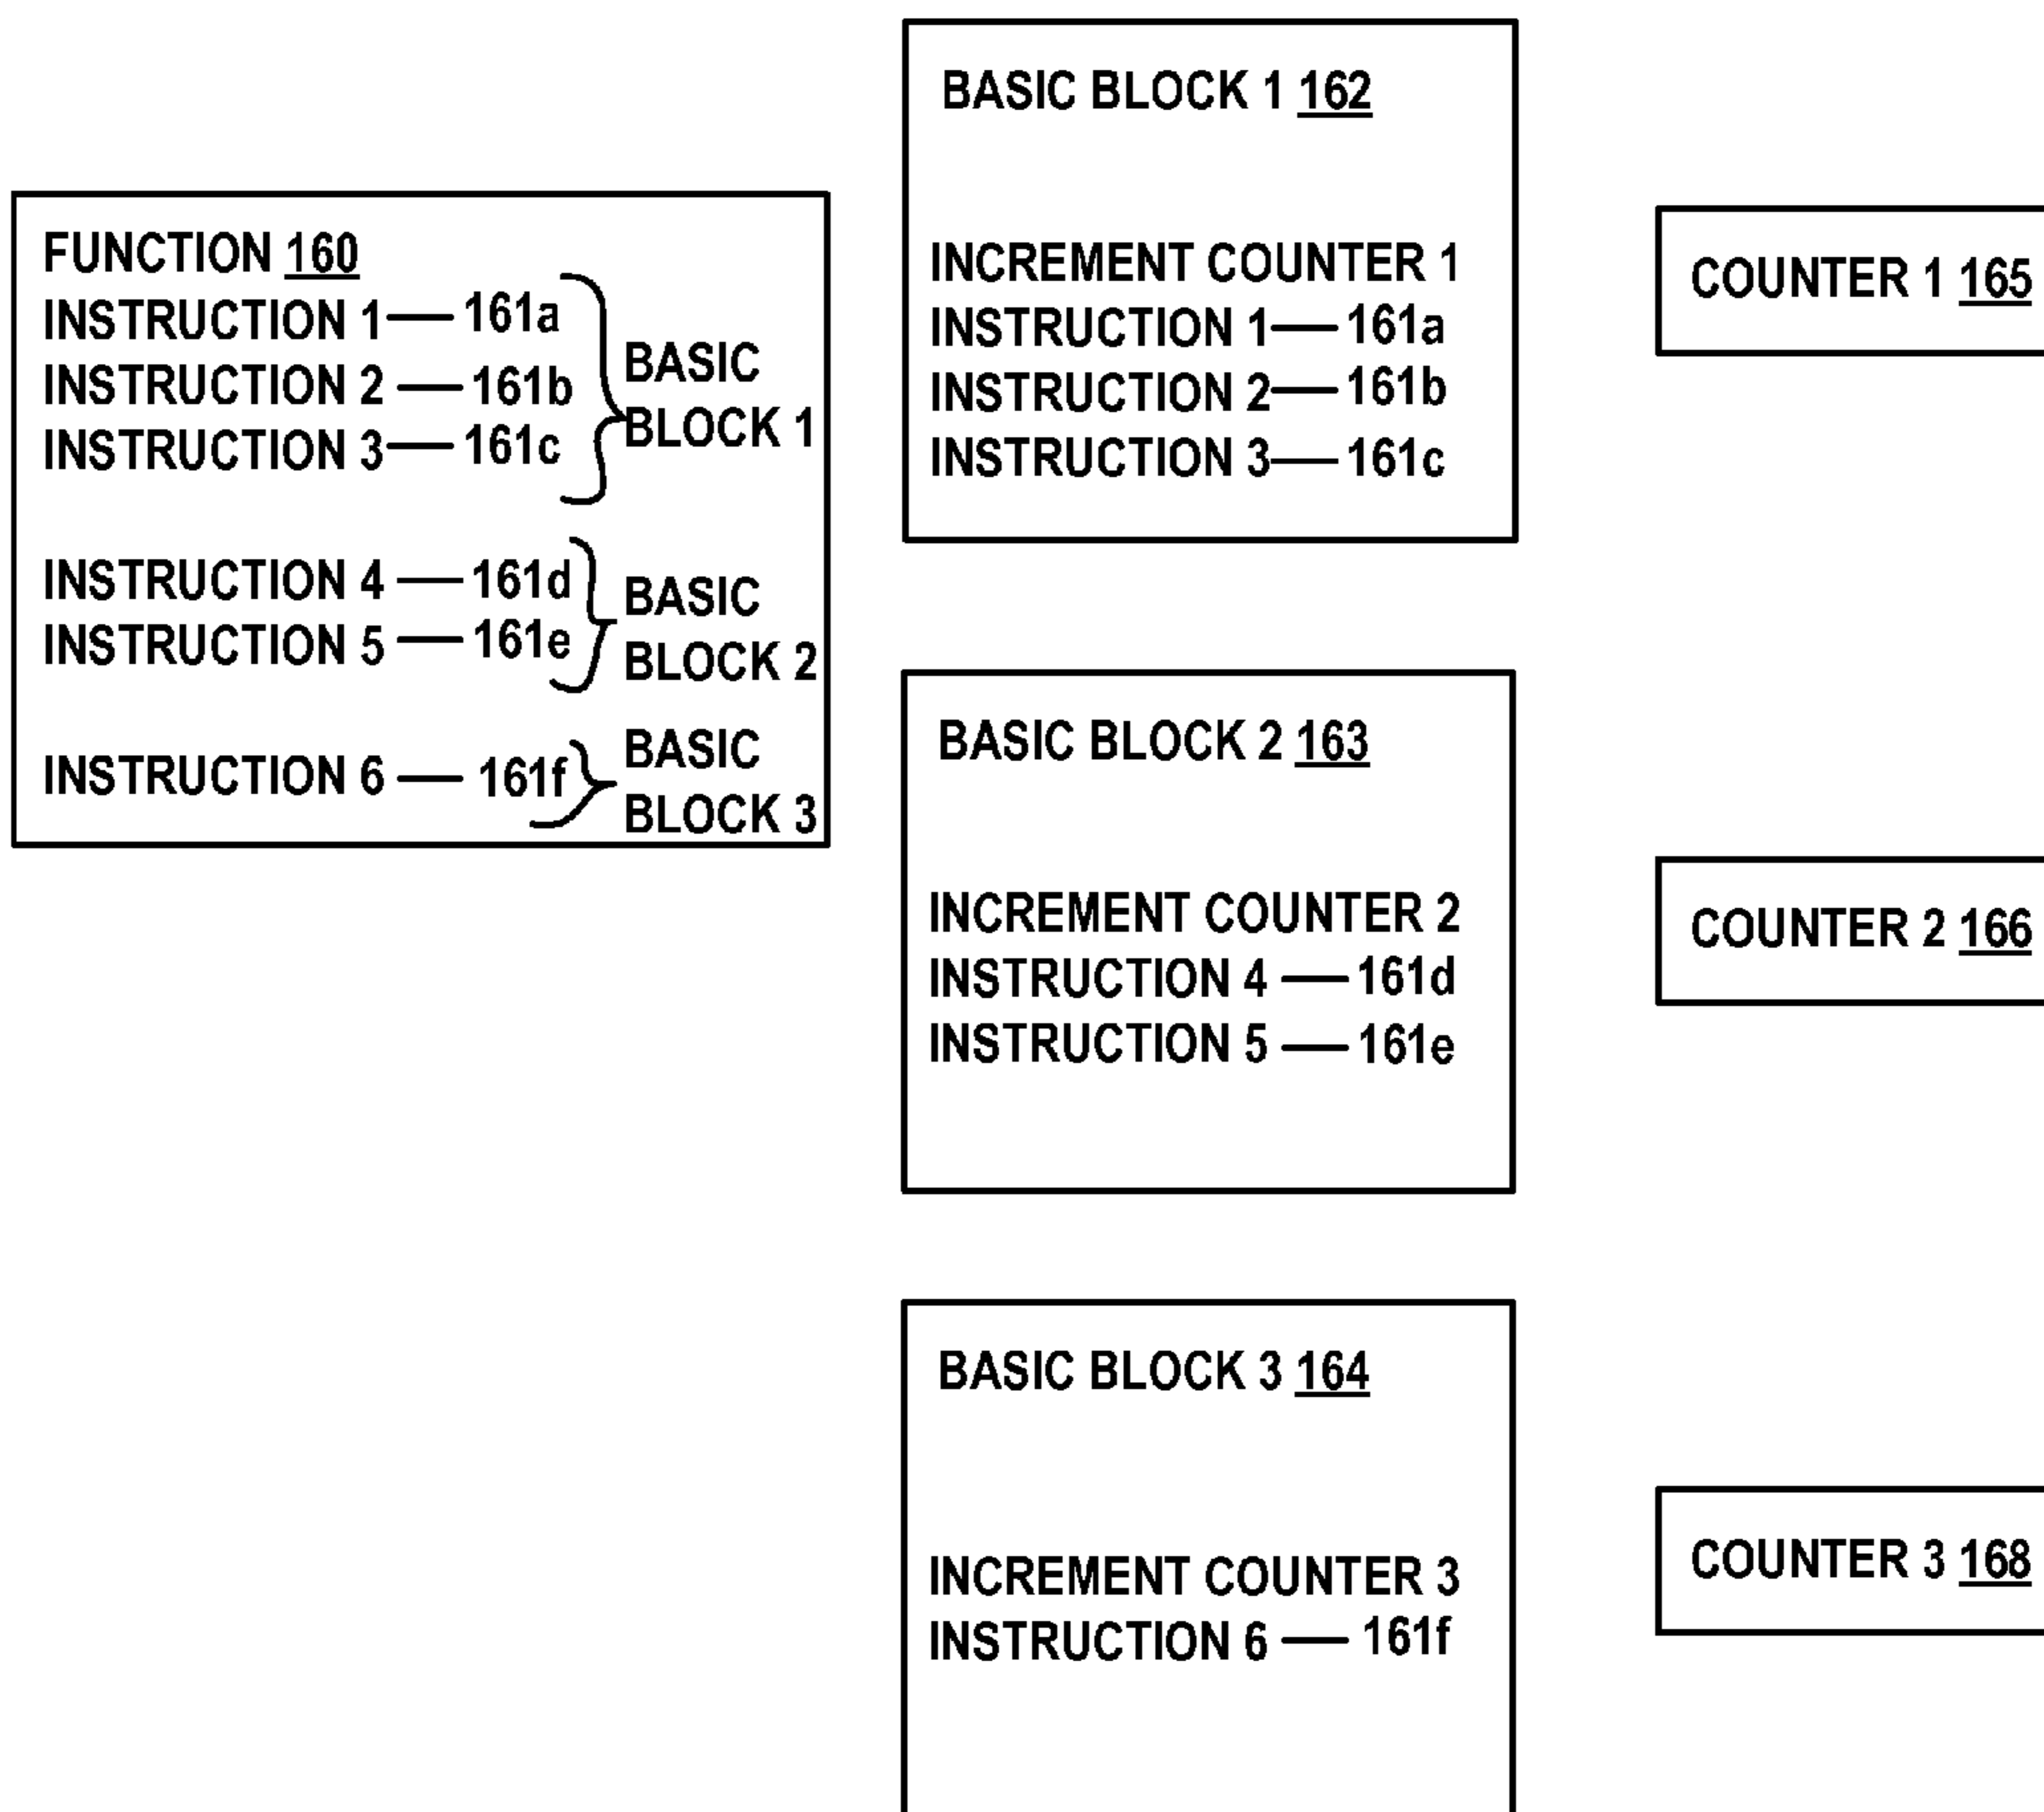 FUNCTION 160
INSTRUCTION 1 161a
INSTRUCTION 2 161b
INSTRUCTION 3 161c
BASIC
BLOCK 1
INSTRUCTION 4 161d
INSTRUCTION 5 161e
BASIC
BLOCK 2
INSTRUCTION 6 161f
BASIC
BLOCK 3
BASIC BLOCK 1 162
INCREMENT COUNTER 1
INSTRUCTION 1 161a
INSTRUCTION 2 161b
INSTRUCTION 3 161c
COUNTER 1 165
BASIC BLOCK 2 163
INCREMENT COUNTER 2
INSTRUCTION 4 161d
INSTRUCTION 5 161e
COUNTER 2 166
BASIC BLOCK 3 164
INCREMENT COUNTER 3
INSTRUCTION 6 161f
COUNTER 3 168